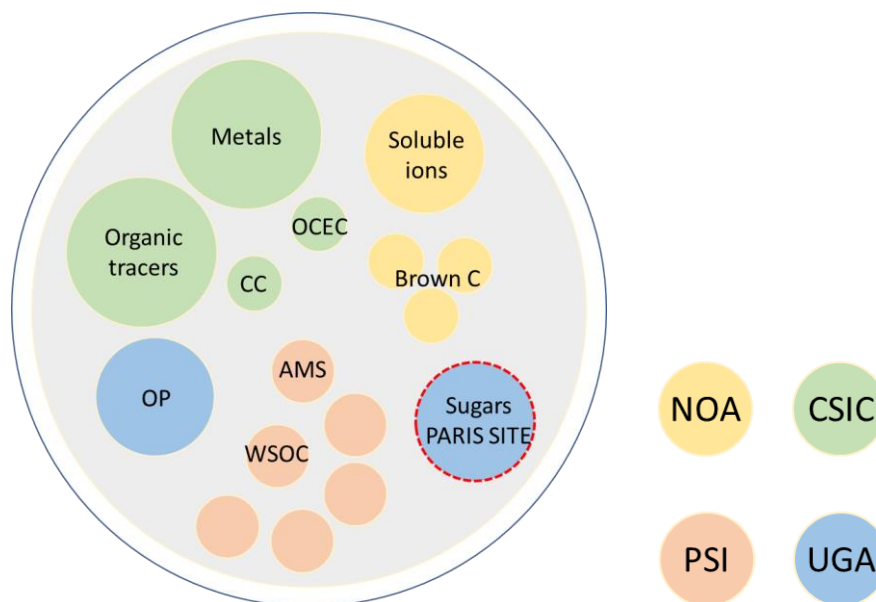 Metals
Soluble
ions
OCEC
Organic
tracers
CC
Brown C
AMS
OP
Sugars
PARIS SITE
WSOC
NOA
CSIC
PSI
UGA